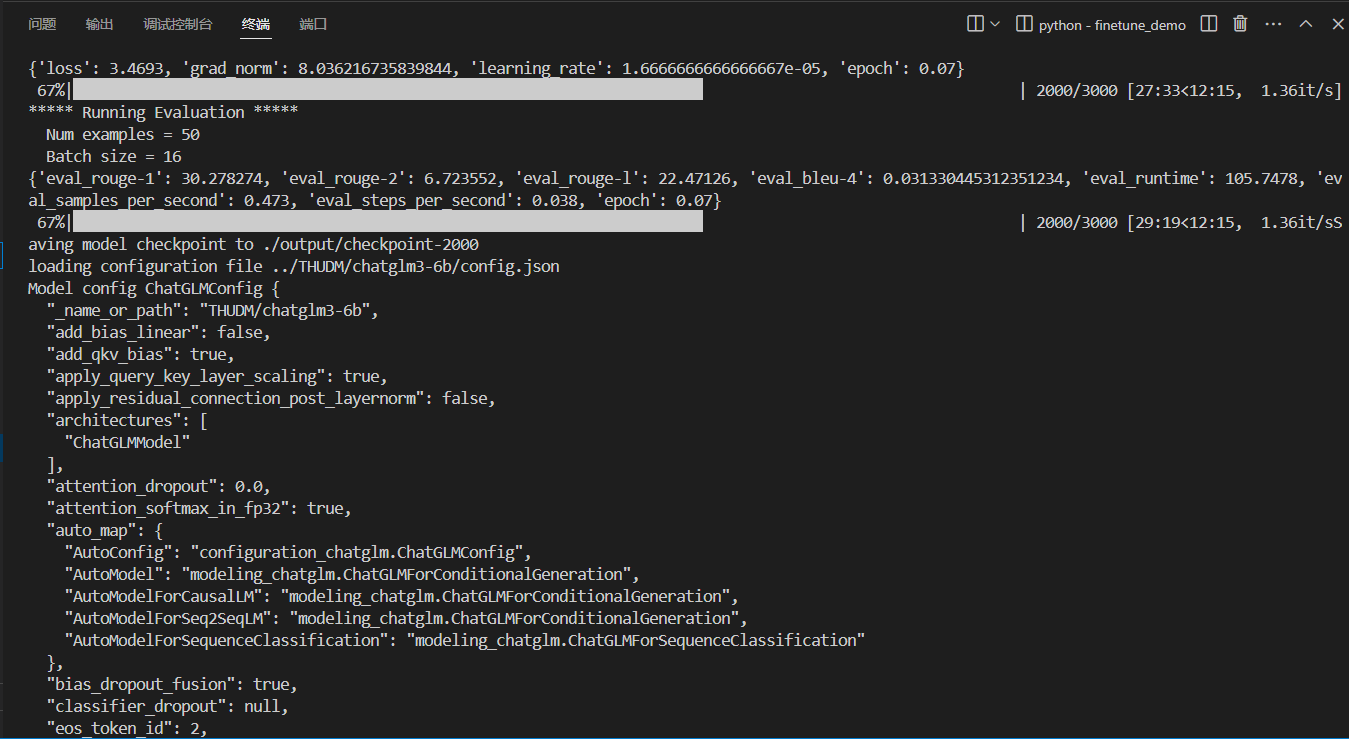 问题 输出 调试控制台 终端 端口 python - finetune_demo
{'loss': 3.4693, 'grad_norm': 8.036216735839844, 'learning_rate': 1.6666666666666667e-05, 'epoch': 0.07}
67%| | 2000/3000 [27:33<12:15, 1.36it/s]
***** Running Evaluation *****
Num examples = 50
Batch size = 16
{'eval_rouge-1': 30.278274, 'eval_rouge-2': 6.723552, 'eval_rouge-l': 22.47126, 'eval_bleu-4': 0.031330445312351234, 'eval_runtime': 105.7478, 'ev
al_samples_per_second': 0.473, 'eval_steps_per_second': 0.038, 'epoch': 0.07}
67%| | 2000/3000 [29:19<12:15, 1.36it/sS
aving model checkpoint to ./output/checkpoint-2000
loading configuration file ../THUDM/chatglm3-6b/config.json
Model config ChatGLMConfig {
"_name_or_path": "THUDM/chatglm3-6b",
"add_bias_linear": false,
"add_qkv_bias": true,
"apply_query_key_layer_scaling": true,
"apply_residual_connection_post_layernorm": false,
"architectures": [
"ChatGLMModel"
],
"attention_dropout": 0.0,
"attention_softmax_in_fp32": true,
"auto_map": {
"AutoConfig": "configuration_chatglm.ChatGLMConfig",
"AutoModel": "modeling_chatglm.ChatGLMForConditionalGeneration",
"AutoModelForCausalLM": "modeling_chatglm.ChatGLMForConditionalGeneration",
"AutoModelForSeq2SeqLM": "modeling_chatglm.ChatGLMForConditionalGeneration",
"AutoModelForSequenceClassification": "modeling_chatglm.ChatGLMForSequenceClassification"
},
"bias_dropout_fusion": true,
"classifier_dropout": null,
"eos_token_id": 2,